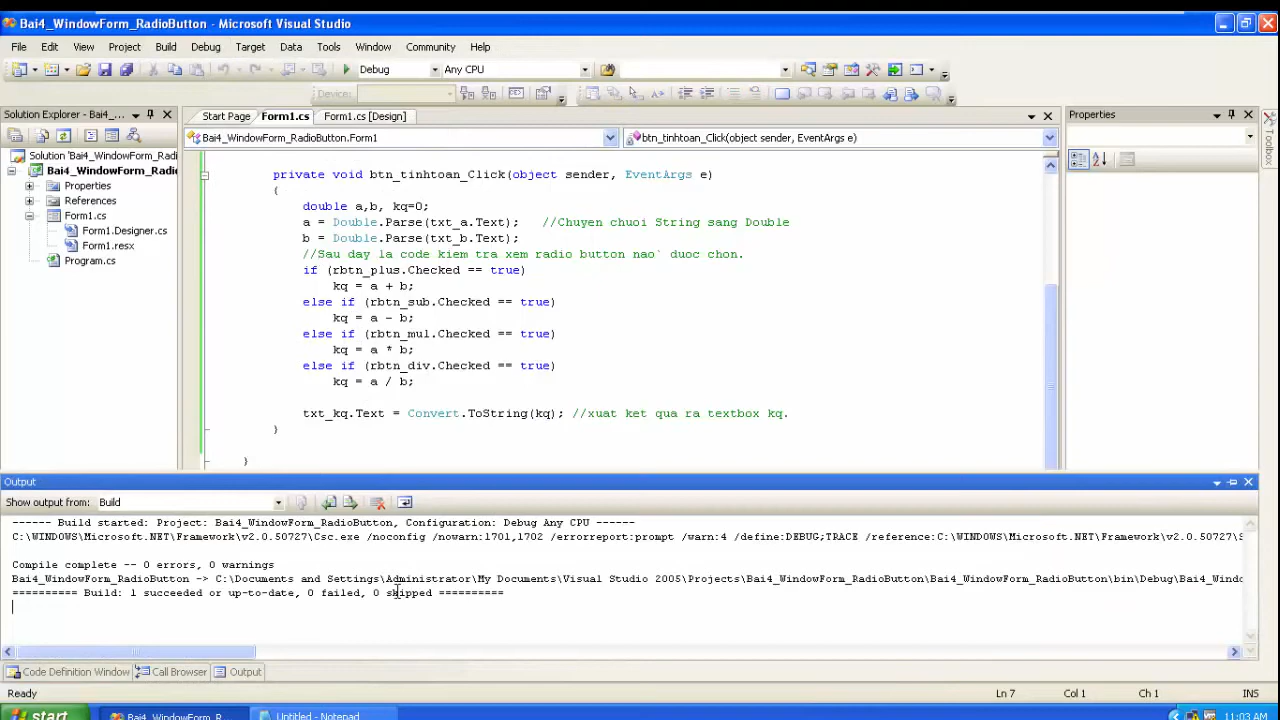 Bai4_WindowForm_RadioButton - Microsoft Visual Studio
File Edit View Project Build Debug Target Data Tools Window Community Help
Debug Any CPU
Device:
Solution Explorer - Bai4_...
Start Page Form1.cs Form1.cs [Design]
Properties
Toolbox
Bai4_WindowForm_RadioButton.Form1 btn_tinhtoan_Click(object sender, EventArgs e)
Solution 'Bai4_WindowForm_Radi
Bai4_WindowForm_Radi
Properties
References
Form1.cs
Form1.Designer.cs
Form1.resx
Program.cs
private void btn_tinhtoan_Click(object sender, EventArgs e)
{
double a,b, kq=0;
a = Double.Parse(txt_a.Text); //Chuyen chuoi String sang Double
b = Double.Parse(txt_b.Text);
//Sau day la code kiem tra xem radio button nao` duoc chon.
if (rbtn_plus.Checked == true)
kq = a + b;
else if (rbtn_sub.Checked == true)
kq = a - b;
else if (rbtn_mul.Checked == true)
kq = a * b;
else if (rbtn_div.Checked == true)
kq = a / b;
txt_kq.Text = Convert.ToString(kq); //xuat ket qua ra textbox kq.
}
}
Output
Show output from: Build
------ Build started: Project: Bai4_WindowForm_RadioButton, Configuration: Debug Any CPU ------
C:\WINDOWS\Microsoft.NET\Framework\v2.0.50727\Csc.exe /noconfig /nowarn:1701,1702 /errorreport:prompt /warn:4 /define:DEBUG;TRACE /reference:C:\WINDOWS\Microsoft.NET\Framework\v2.0.50727\S
Compile complete -- 0 errors, 0 warnings
Bai4_WindowForm_RadioButton -> C:\Documents and Settings\Administrator\My Documents\Visual Studio 2005\Projects\Bai4_WindowForm_RadioButton\Bai4_WindowForm_RadioButton\bin\Debug\Bai4_Windo
========== Build: 1 succeeded or up-to-date, 0 failed, 0 skipped ==========
Code Definition Window Call Browser Output
Ready Ln 7 Col 1 Ch 1 INS
start Bai4_WindowForm_R... Untitled - Notepad 11:03 AM